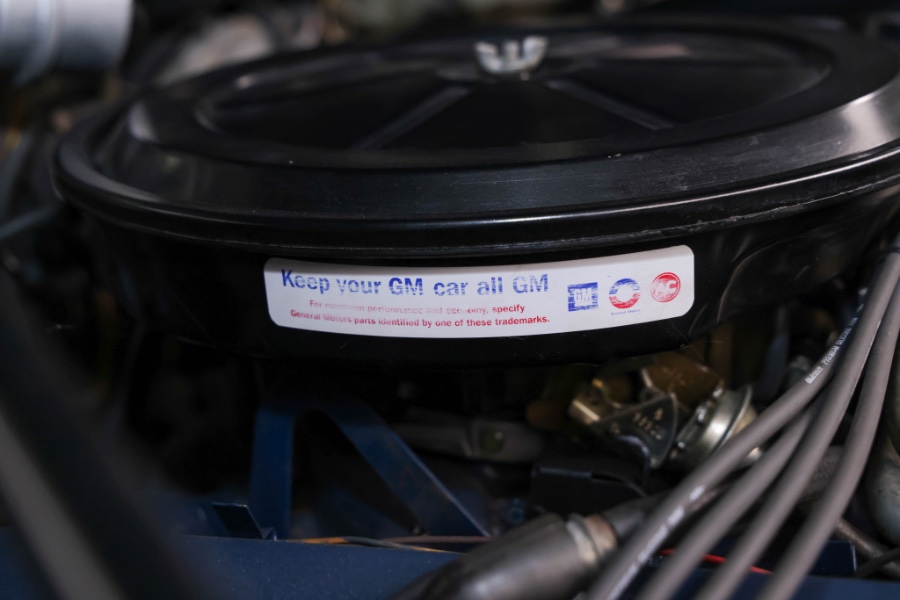 Keep your GM car all GM
For maximum performance and economy, specify
General Motors parts identified by one of these trademarks.
GM
AC